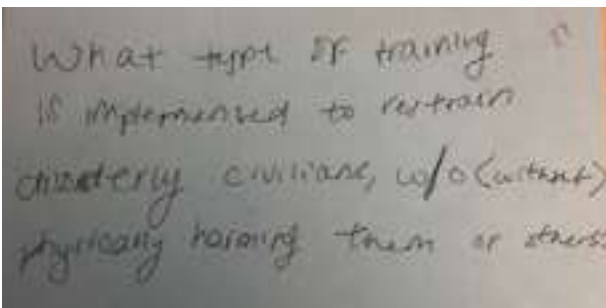 What type of training
is implemented to restrain
disorderly civilians, w/o (without)
physically harming them or others